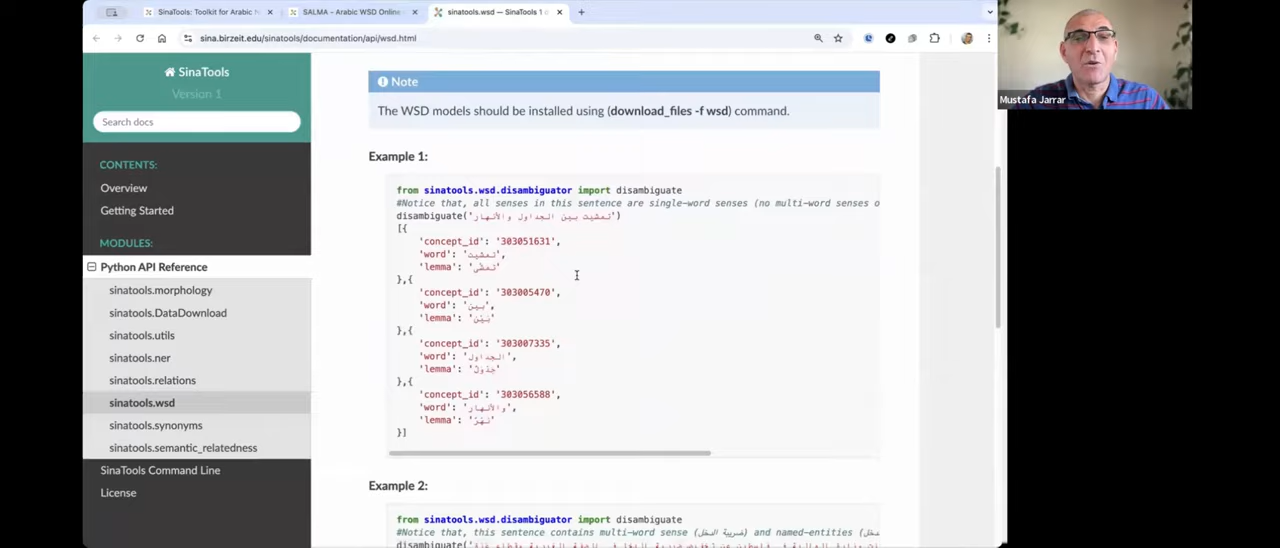 SinaTools: Toolkit for Arabic N
SALMA - Arabic WSD Online
sinatools.wsd — SinaTools 1 d
sina.birzeit.edu/sinatools/documentation/api/wsd.html
Mustafa Jarrar
SinaTools
Version 1
Search docs
CONTENTS:
Overview
Getting Started
MODULES:
Python API Reference
sinatools.morphology
sinatools.DataDownload
sinatools.utils
sinatools.ner
sinatools.relations
sinatools.wsd
sinatools.synonyms
sinatools.semantic_relatedness
SinaTools Command Line
License
Note
The WSD models should be installed using (download_files -f wsd) command.
Example 1:
from sinatools.wsd.disambiguator import disambiguate
#Notice that, all senses in this sentence are single-word senses (no multi-word senses o
disambiguate('تمشيت بين الجداول والأنهار')
[{
'concept_id': '303051631',
'word': 'تمشيت',
'lemma': 'تمشّى'
},{
'concept_id': '303005470',
'word': 'بين',
'lemma': 'بَيْن'
},{
'concept_id': '303007335',
'word': 'الجداول',
'lemma': 'جَدْوَلٌ'
},{
'concept_id': '303056588',
'word': 'والأنهار',
'lemma': 'نَهْرٌ'
}]
Example 2:
from sinatools.wsd.disambiguator import disambiguate
#Notice that, this sentence contains multi-word sense (ضريبة الدخل) and named-entities (